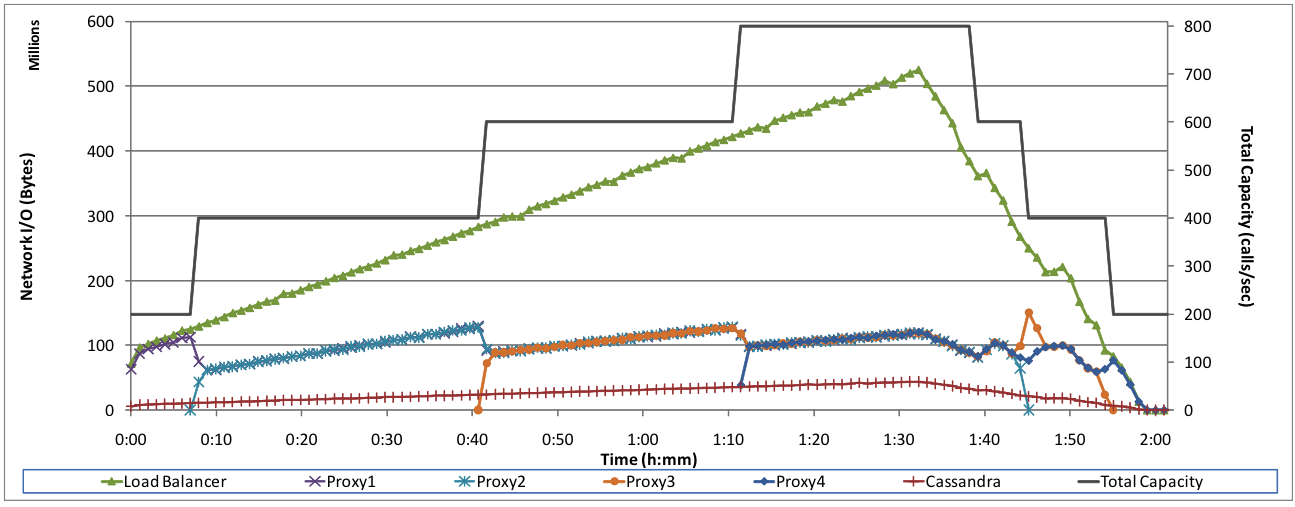 Millions
Network I/O (Bytes)
600
500
400
300
200
100
0
800
700
600
500
400
300
200
100
0
Total Capacity (calls/sec)
0:00 0:10 0:20 0:30 0:40 0:50 1:00 1:10 1:20 1:30 1:40 1:50 2:00
Time (h:mm)
Load Balancer Proxy1 Proxy2 Proxy3 Proxy4 Cassandra Total Capacity